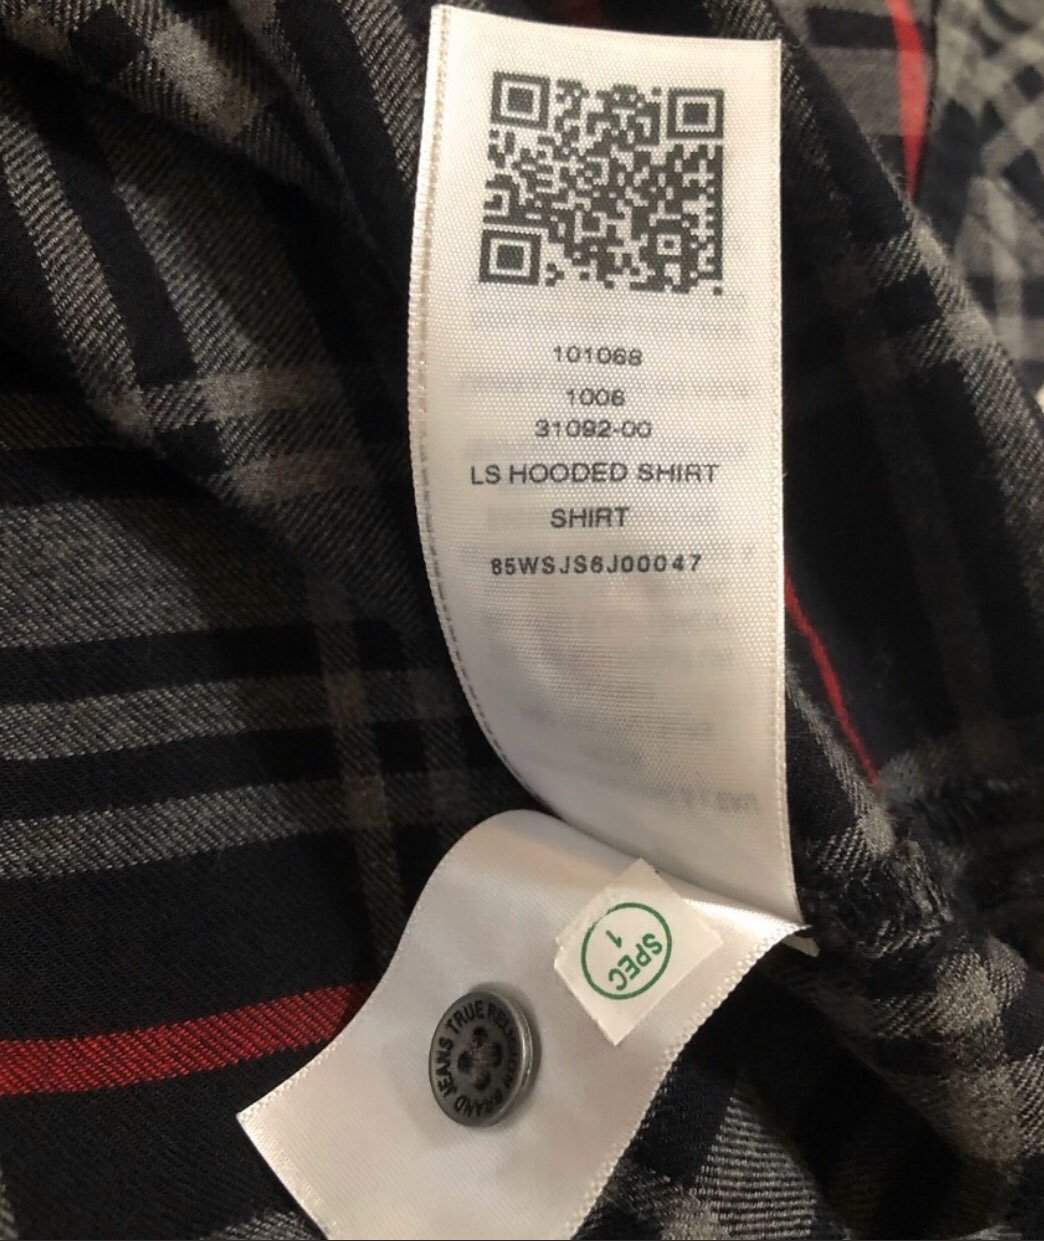 101068
1006
31092-00
LS HOODED SHIRT
SHIRT
85WSJS6J00047
SPEC
1
TRUE RELIGION BRAND JEANS